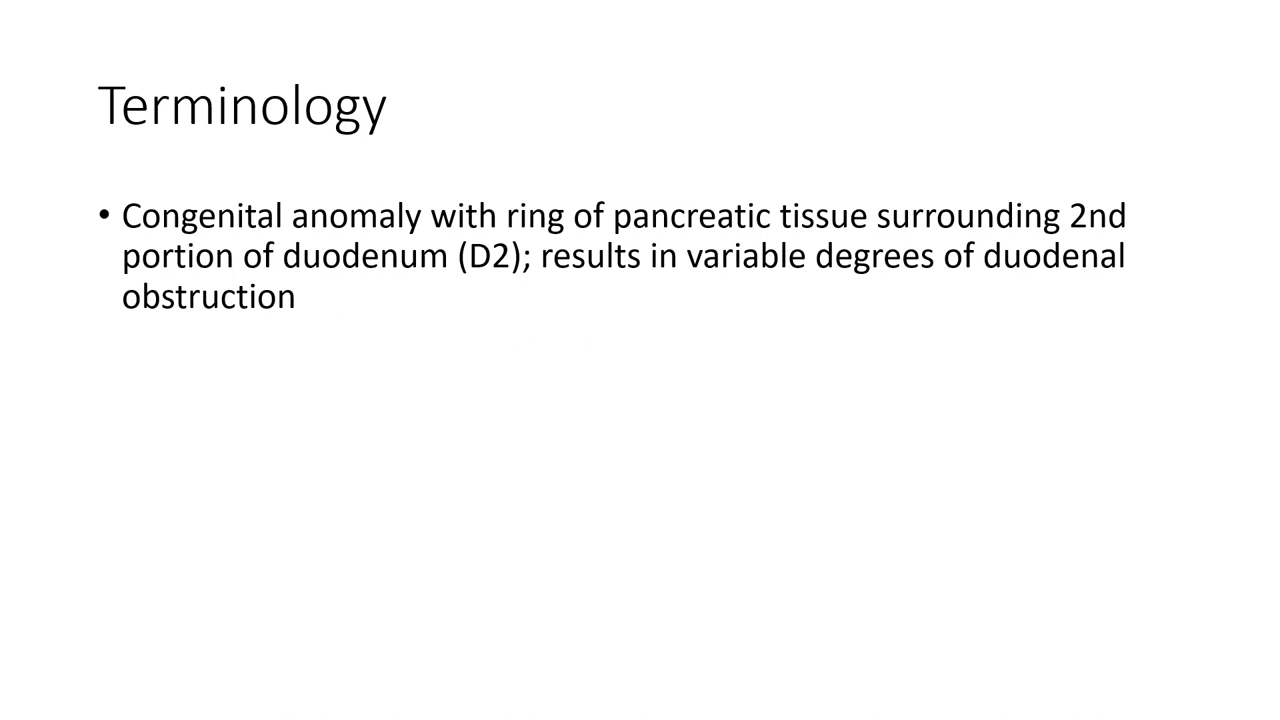 Terminology
• Congenital anomaly with ring of pancreatic tissue surrounding 2nd
portion of duodenum (D2); results in variable degrees of duodenal
obstruction